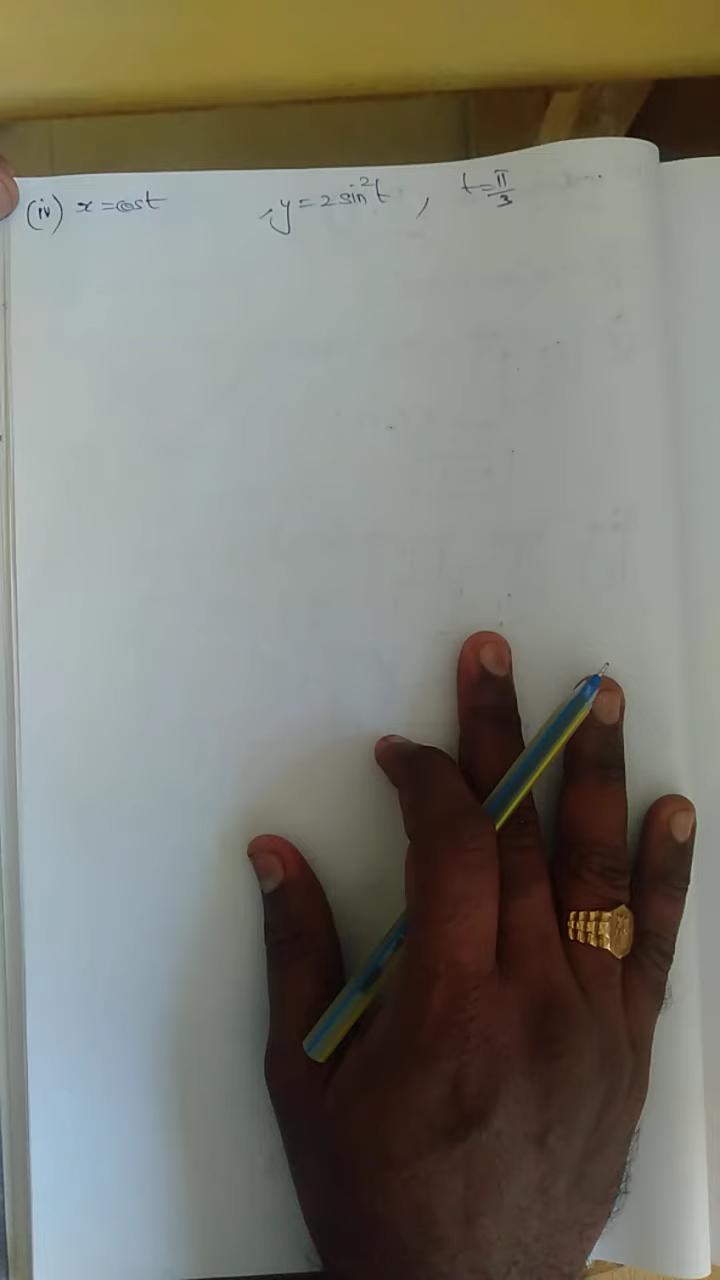 (iv) x = cost , y = 2 sin²t , t = π/3